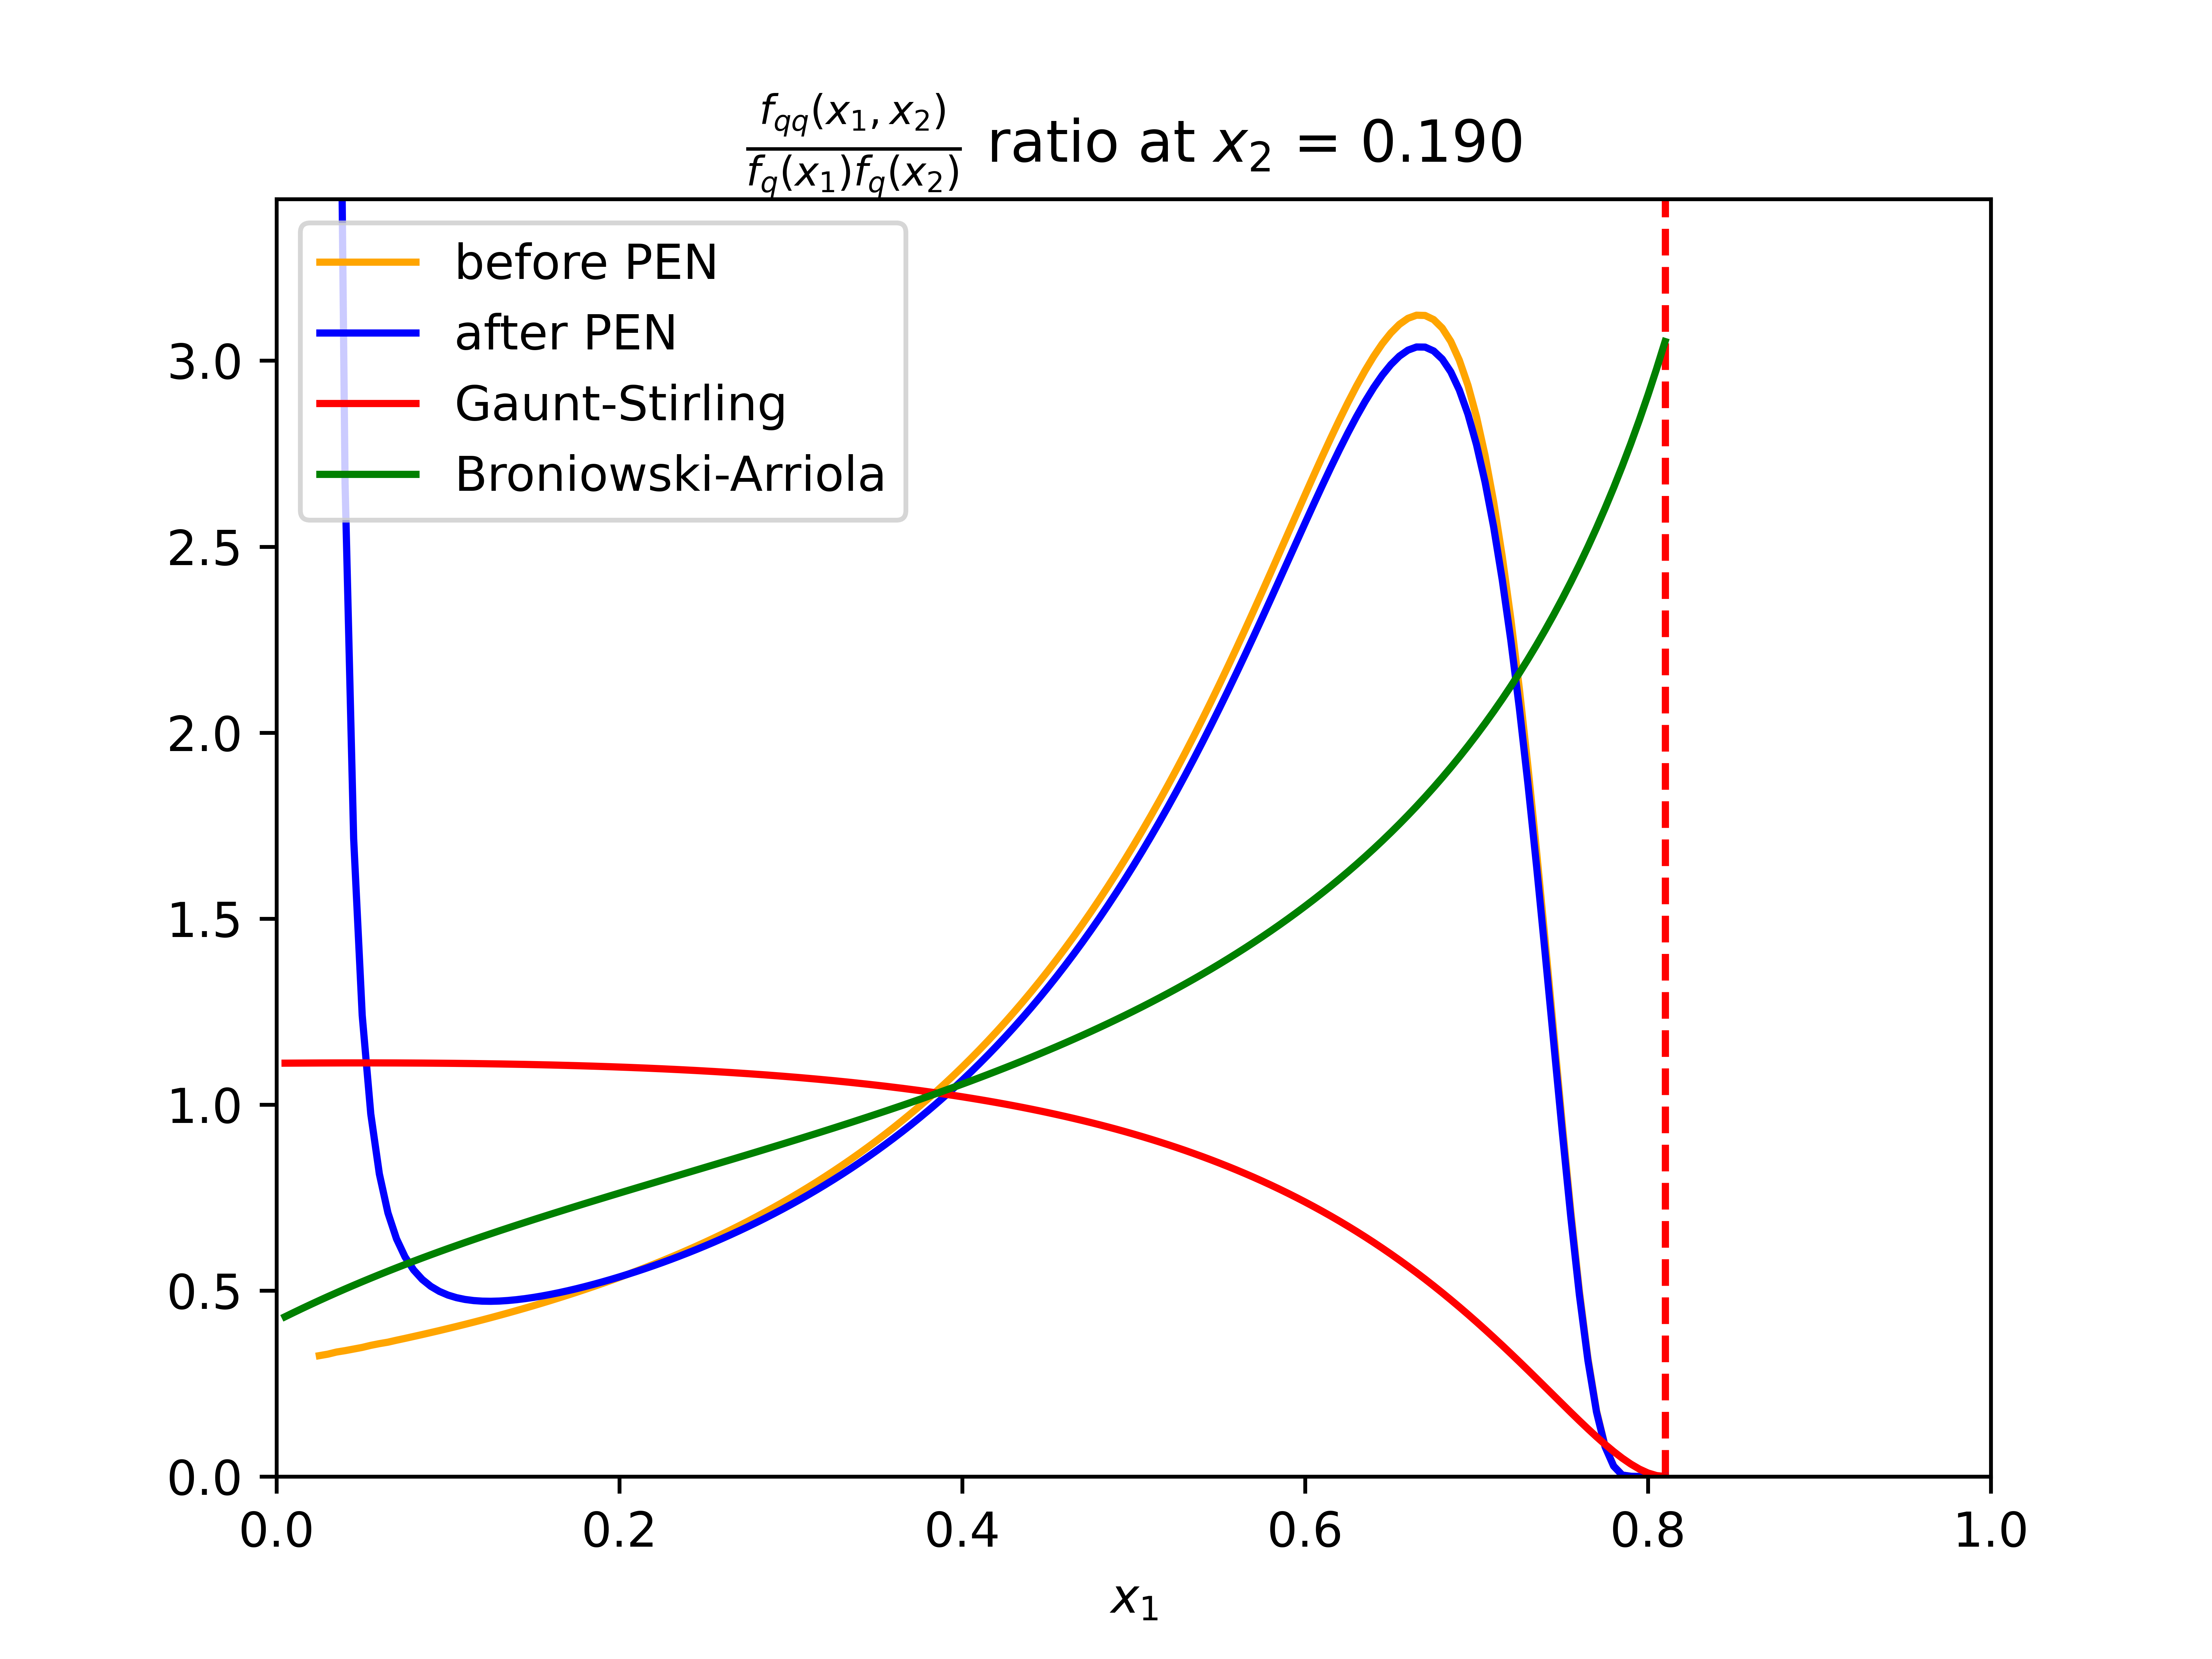 f_{qq}(x_1, x_2)
f_q(x_1)f_q(x_2) ratio at x_2 = 0.190
before PEN
after PEN
Gaunt-Stirling
Broniowski-Arriola
3.0
2.5
2.0
1.5
1.0
0.5
0.0
0.0 0.2 0.4 0.6 0.8 1.0
x_1